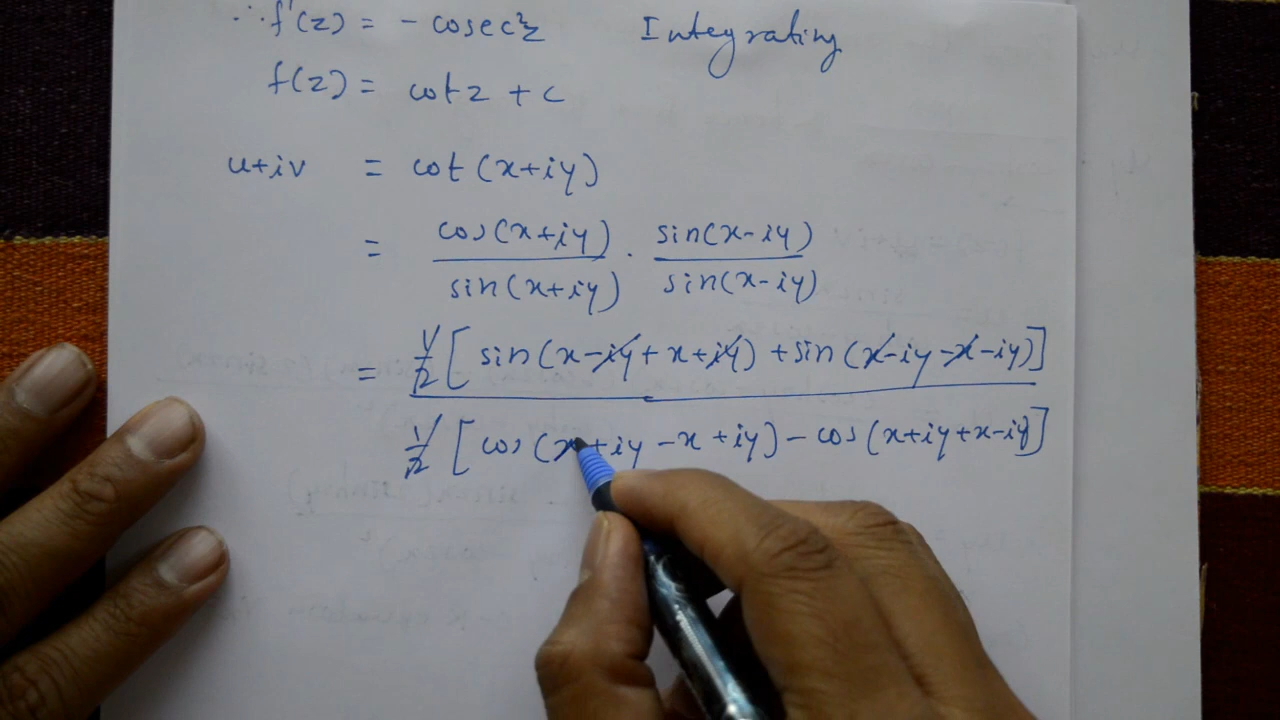 ∴ f'(z) = - cosec²z Integrating
f(z) = cot z + c
u+iv = cot (x+iy)
= cos(x+iy) / sin(x+iy) . sin(x-iy) / sin(x-iy)
= 1/2 [ sin (x-iy + x+iy) + sin (x-iy -x-iy)]
1/2 [ cos (x+iy -x+iy) - cos (x+iy+x-iy]